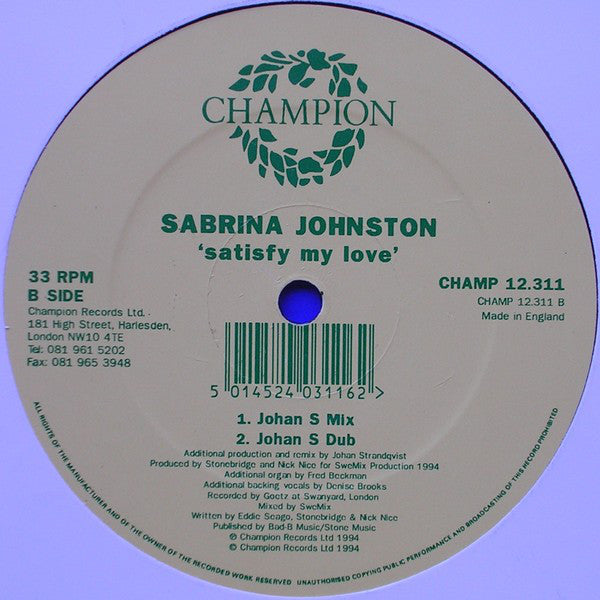 CHAMPION
SABRINA JOHNSTON
‘satisfy my love’
33 RPM
B SIDE
Champion Records Ltd.
181 High Street, Harlesden,
London NW10 4TE
Tel: 081 961 5202
Fax: 081 965 3948
CHAMP 12.311
CHAMP 12.311 B
Made in England
5 014524 031162 >
1. Johan S Mix
2. Johan S Dub
Additional production and remix by Johan Strandqvist
Produced by Stonebridge and Nick Nice for SweMix Production 1994
Additional organ by Fred Beckman
Additional backing vocals by Denise Brooks
Recorded by Goetz at Swanyard, London
Mixed by SweMix
Written by Eddie Seago, Stonebridge & Nick Nice
Published by Bad-B Music/Stone Music
℗ Champion Records Ltd 1994
© Champion Records Ltd 1994
ALL RIGHTS OF THE MANUFACTURER AND OF THE OWNER OF THE RECORDED WORK RESERVED UNAUTHORISED COPYING PUBLIC PERFORMANCE AND BROADCASTING OF THIS RECORD PROHIBITED